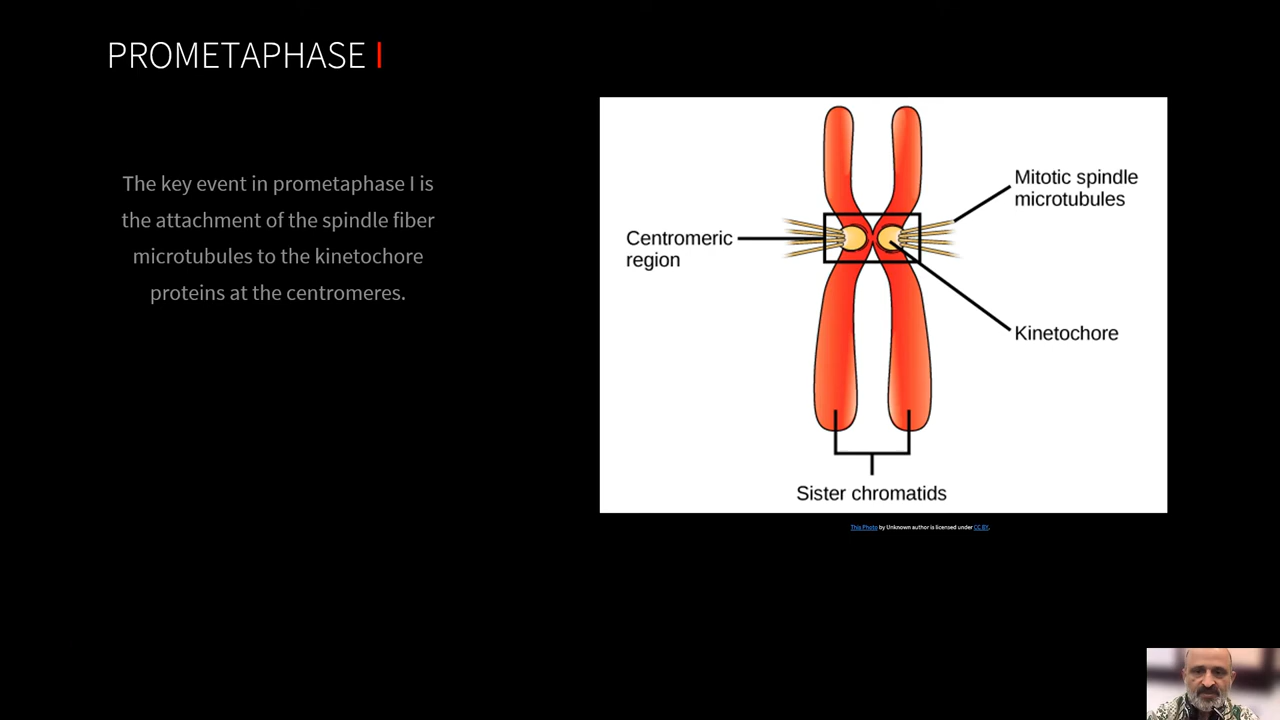 PROMETAPHASE I
The key event in prometaphase I is
the attachment of the spindle fiber
microtubules to the kinetochore
proteins at the centromeres.
Mitotic spindle
microtubules
Centromeric
region
Kinetochore
Sister chromatids
This Photo by Unknown author is licensed under CC BY.